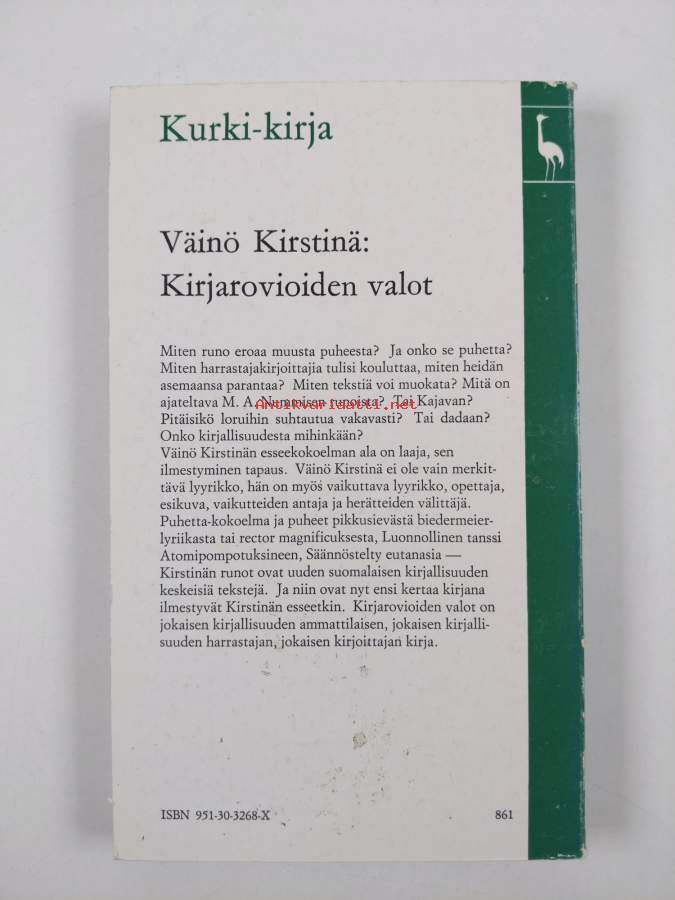 Kurki-kirja
Väinö Kirstinä:
Kirjarovioiden valot
Miten runo eroaa muusta puheesta? Ja onko se puhetta?
Miten harrastajakirjoittajia tulisi kouluttaa, miten heidän
asemaansa parantaa? Miten tekstiä voi muokata? Mitä on
ajateltava M. A. Nummisen runoista? Tai Kajavan?
Antikvariaatti.net
Pitäisikö loruihin suhtautua vakavasti? Tai dadaan?
Onko kirjallisuudesta mihinkään?
Väinö Kirstinän esseekokoelman ala on laaja, sen
ilmestyminen tapaus. Väinö Kirstinä ei ole vain merkit-
tävä lyyrikko, hän on myös vaikuttava lyyrikko, opettaja,
esikuva, vaikutteiden antaja ja herätteiden välittäjä.
Puhetta-kokoelma ja puheet pikkusievästä biedermeier-
lyriikasta tai rector magnificuksesta, Luonnollinen tanssi
Atomipompotuksineen, Säännöstelty eutanasia —
Kirstinän runot ovat uuden suomalaisen kirjallisuuden
keskeisiä tekstejä. Ja niin ovat nyt ensi kertaa kirjana
ilmestyvät Kirstinän esseetkin. Kirjarovioiden valot on
jokaisen kirjallisuuden ammattilaisen, jokaisen kirjalli-
suuden harrastajan, jokaisen kirjoittajan kirja.
ISBN 951-30-3268-X
861